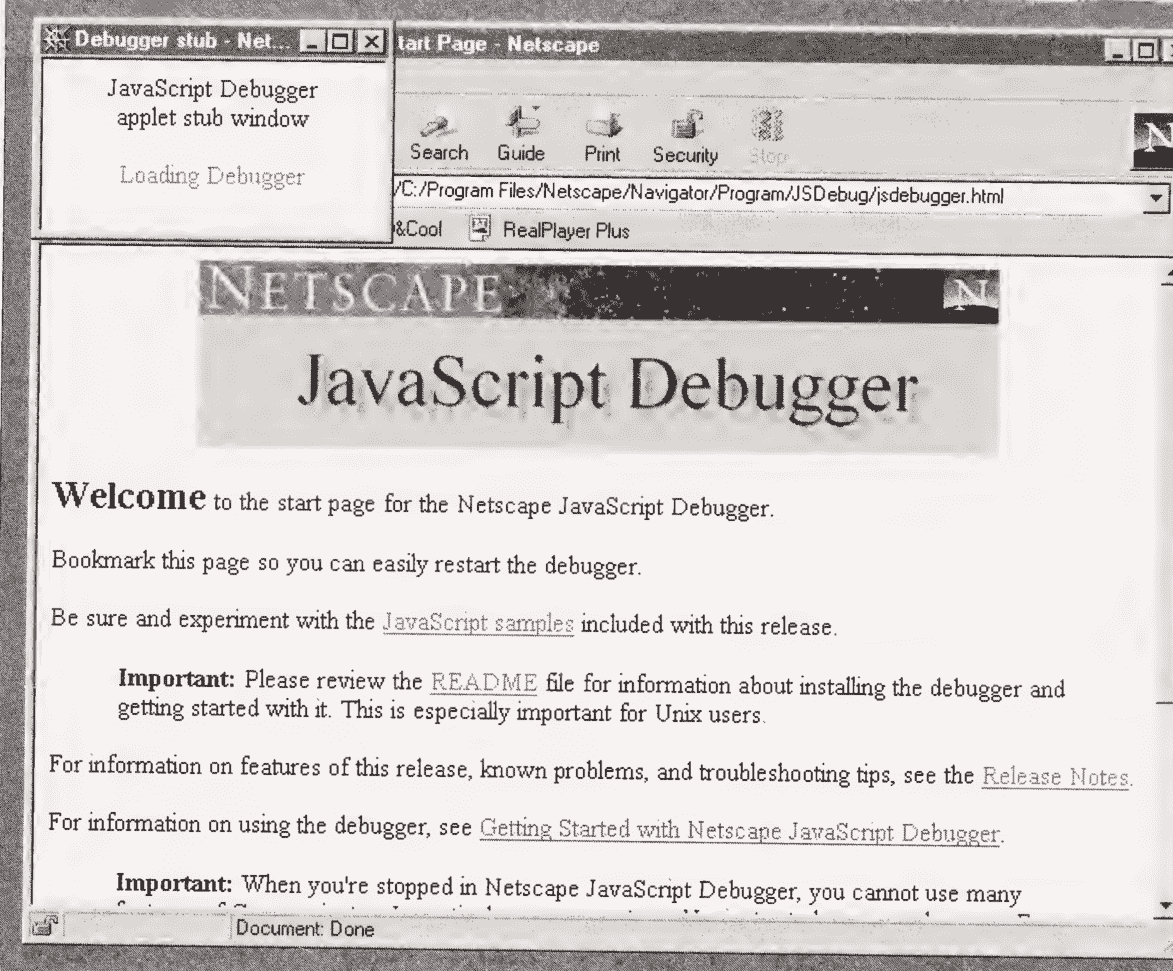 Debugger stub - Net...
tart Page - Netscape
JavaScript Debugger
applet stub window
Loading Debugger
Search Guide Print Security Stop
N
/C:/Program Files/Netscape/Navigator/Program/JSDebug/jsdebugger.html
&Cool RealPlayer Plus
NETSCAPE N
JavaScript Debugger
Welcome to the start page for the Netscape JavaScript Debugger.
Bookmark this page so you can easily restart the debugger.
Be sure and experiment with the JavaScript samples included with this release.
Important: Please review the README file for information about installing the debugger and
getting started with it. This is especially important for Unix users.
For information on features of this release, known problems, and troubleshooting tips, see the Release Notes.
For information on using the debugger, see Getting Started with Netscape JavaScript Debugger.
Important: When you're stopped in Netscape JavaScript Debugger, you cannot use many
Document: Done